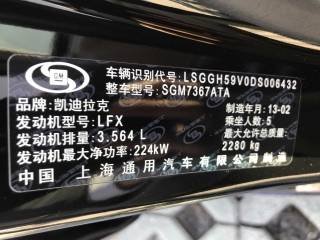 GM
车辆识别代号: LSGGH59V0DS006432
整车型号: SGM7367ATA
品牌: 凯迪拉克 制造年月: 13-02
发动机型号: LFX 乘坐人数: 5
发动机排量: 3.564 L 最大允许总质量:
发动机最大净功率: 224kW 2280 kg
中国 上海通用汽车有限公司制造